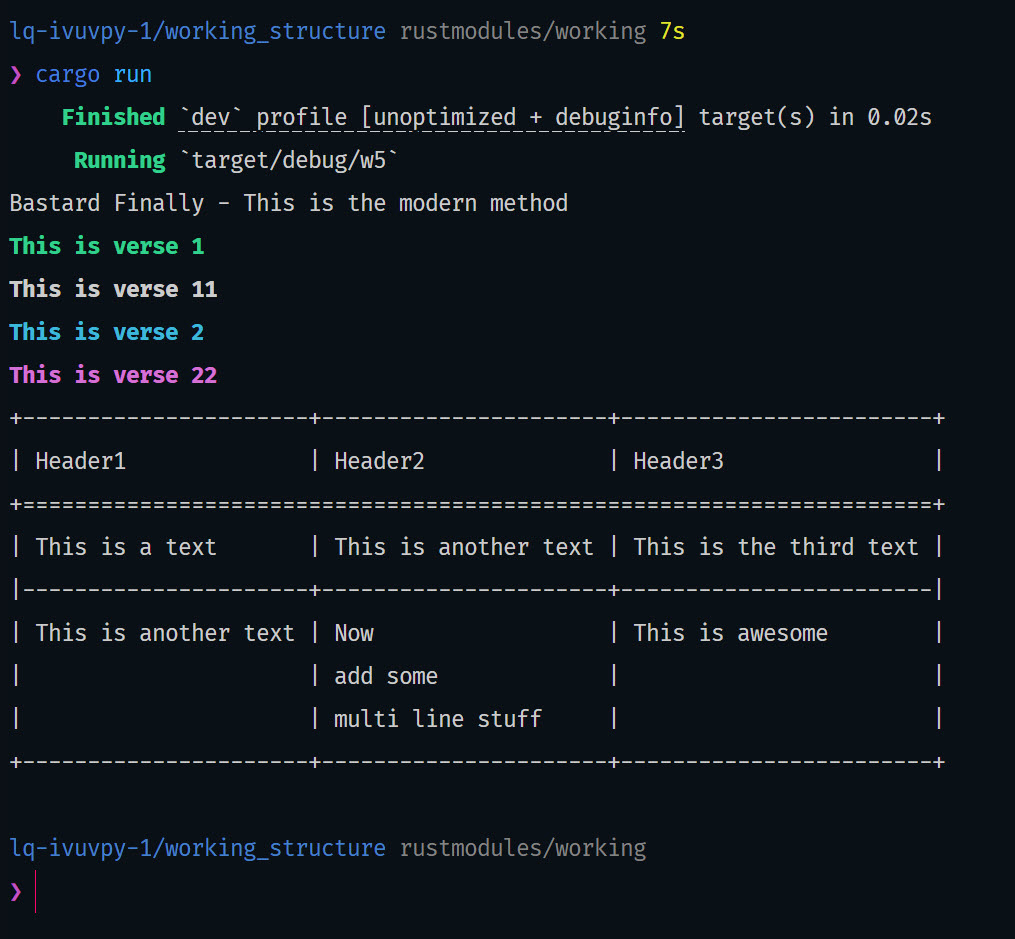 lq-ivuvpy-1/working_structure rustmodules/working 7s
❯ cargo run
    Finished `dev` profile [unoptimized + debuginfo] target(s) in 0.02s
     Running `target/debug/w5`
Bastard Finally - This is the modern method
This is verse 1
This is verse 11
This is verse 2
This is verse 22
+----------------------+----------------------+------------------------+
| Header1              | Header2              | Header3                |
+======================================================================+
| This is a text       | This is another text | This is the third text |
|----------------------+----------------------+------------------------|
| This is another text | Now                  | This is awesome        |
|                      | add some             |                        |
|                      | multi line stuff     |                        |
+----------------------+----------------------+------------------------+
lq-ivuvpy-1/working_structure rustmodules/working
❯